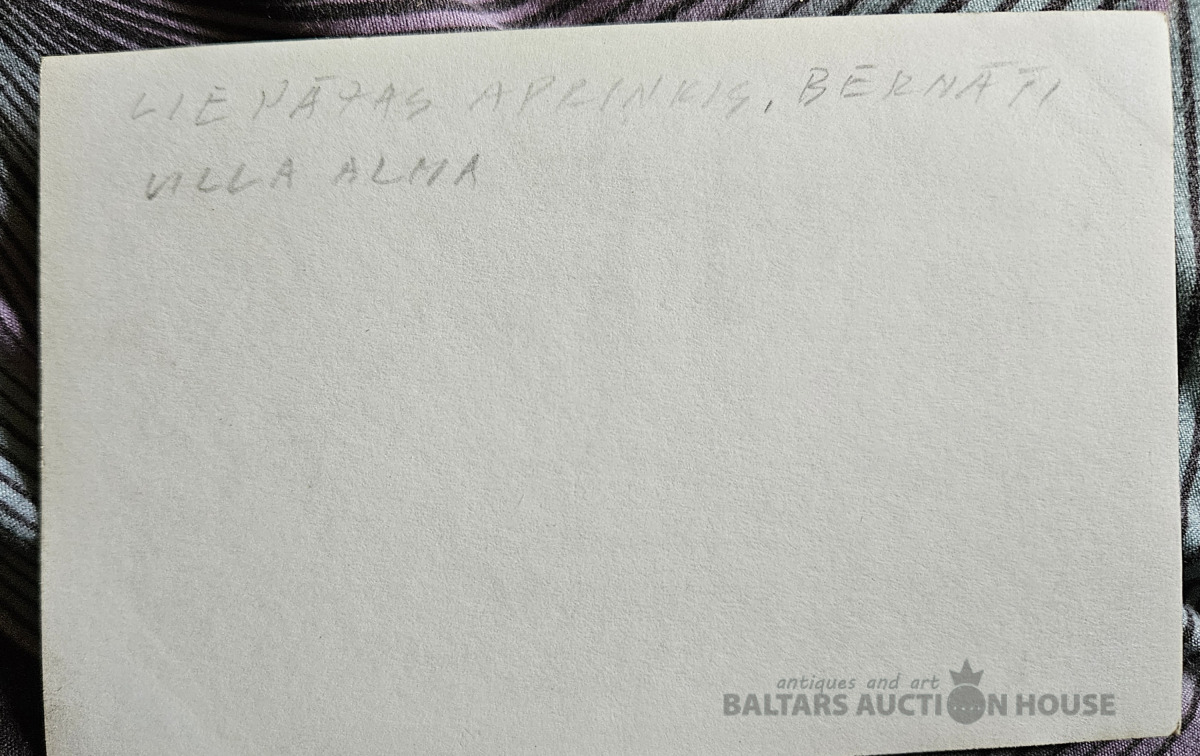 LIEPĀJAS APRINKIS, BERNĀTI
VILLA ALMA
antiques and art
BALTARS AUCTION HOUSE